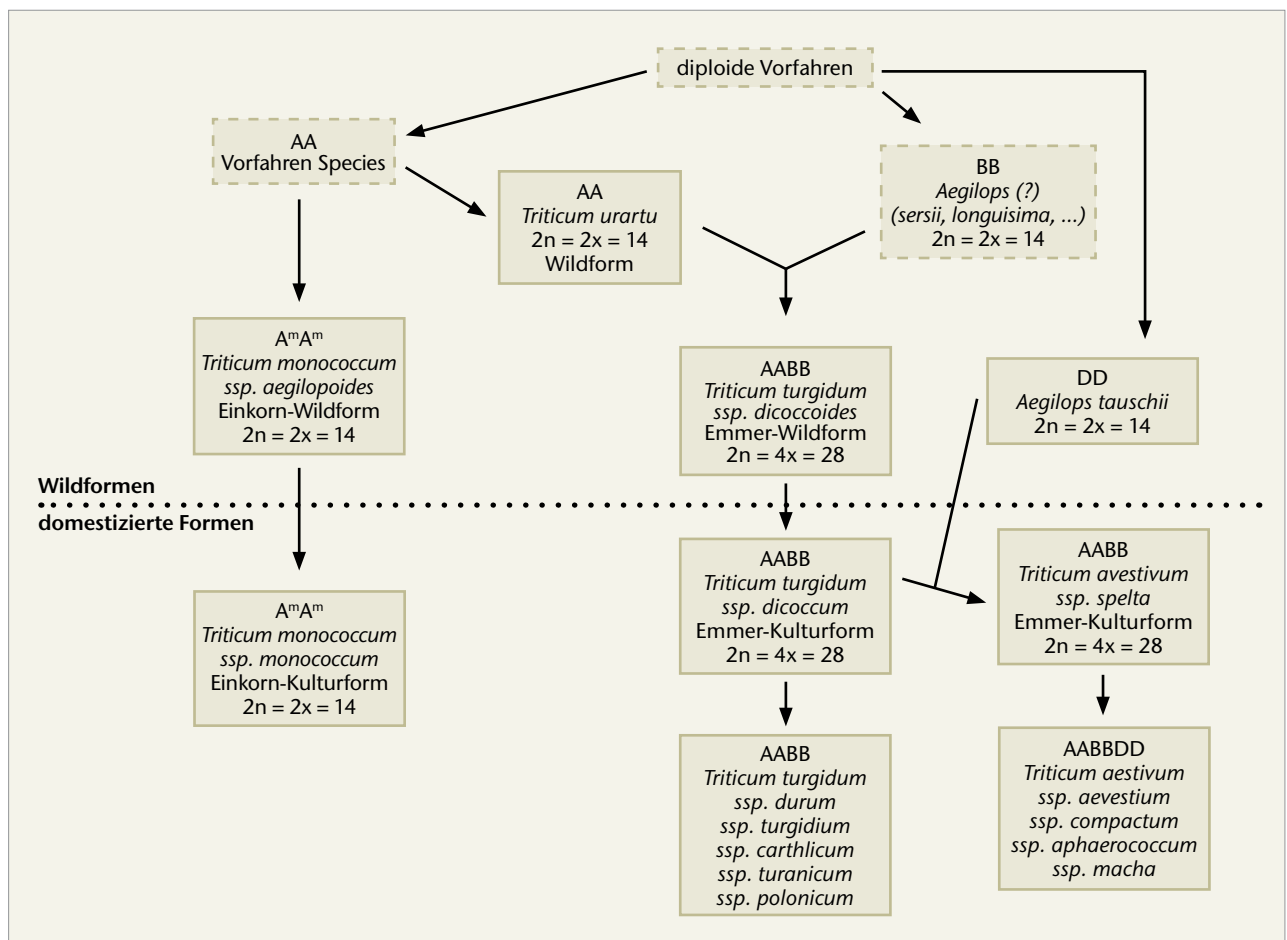 diploide Vorfahren
AA
Vorfahren Species
AA
Triticum urartu
2n = 2x = 14
Wildform
BB
Aegilops (?)
(sersii, longuisima, ...)
2n = 2x = 14
AᵐAᵐ
Triticum monococcum
ssp. aegilopoides
Einkorn-Wildform
2n = 2x = 14
AABB
Triticum turgidum
ssp. dicoccoides
Emmer-Wildform
2n = 4x = 28
DD
Aegilops tauschii
2n = 2x = 14
Wildformen
domestizierte Formen
AᵐAᵐ
Triticum monococcum
ssp. monococcum
Einkorn-Kulturform
2n = 2x = 14
AABB
Triticum turgidum
ssp. dicoccum
Emmer-Kulturform
2n = 4x = 28
AABB
Triticum avestivum
ssp. spelta
Emmer-Kulturform
2n = 4x = 28
AABB
Triticum turgidum
ssp. durum
ssp. turgidium
ssp. carthlicum
ssp. turanicum
ssp. polonicum
AABBDD
Triticum aestivum
ssp. aevestium
ssp. compactum
ssp. aphaerococcum
ssp. macha